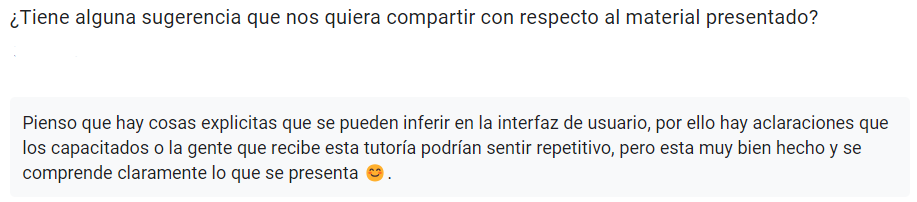 ¿Tiene alguna sugerencia que nos quiera compartir con respecto al material presentado?
Pienso que hay cosas explicitas que se pueden inferir en la interfaz de usuario, por ello hay aclaraciones que
los capacitados o la gente que recibe esta tutoría podrían sentir repetitivo, pero esta muy bien hecho y se
comprende claramente lo que se presenta 😊.